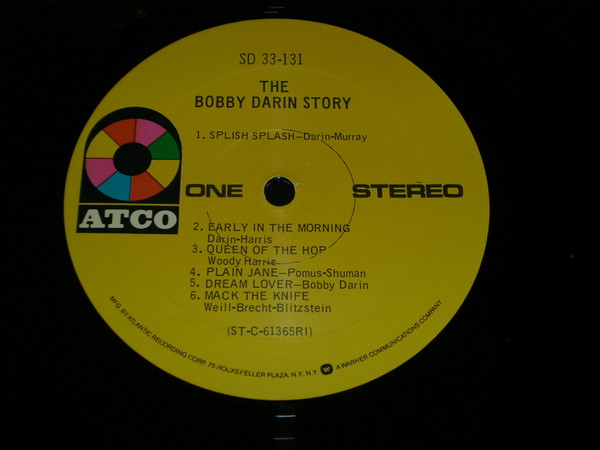 SD 33-131
THE
BOBBY DARIN STORY
1. SPLISH SPLASH—Darin-Murray
ATCO
ONE
STEREO
2. EARLY IN THE MORNING
Darin-Harris
3. QUEEN OF THE HOP
Woody Harris
4. PLAIN JANE—Pomus-Shuman
5. DREAM LOVER—Bobby Darin
6. MACK THE KNIFE
Weill-Brecht-Blitzstein
(ST-C-61365RI)
MFG BY ATLANTIC RECORDING CORP. 75 ROCKEFELLER PLAZA, N.Y., N.Y. W A WARNER COMMUNICATIONS COMPANY